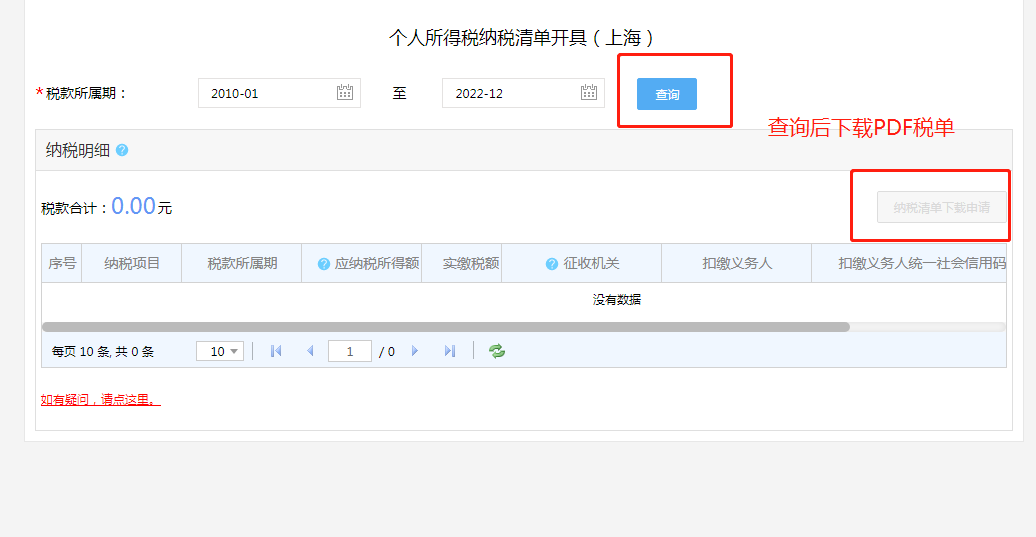 个人所得税纳税清单开具（上海）
*税款所属期： 2010-01 至 2022-12 查询
查询后下载PDF税单
纳税明细 ?
税款合计：0.00元 纳税清单下载申请
序号 纳税项目 税款所属期 ? 应纳税所得额 实缴税额 ? 征收机关 扣缴义务人 扣缴义务人统一社会信用码
没有数据
每页 10 条, 共 0 条 10 1 / 0
如有疑问，请点这里。